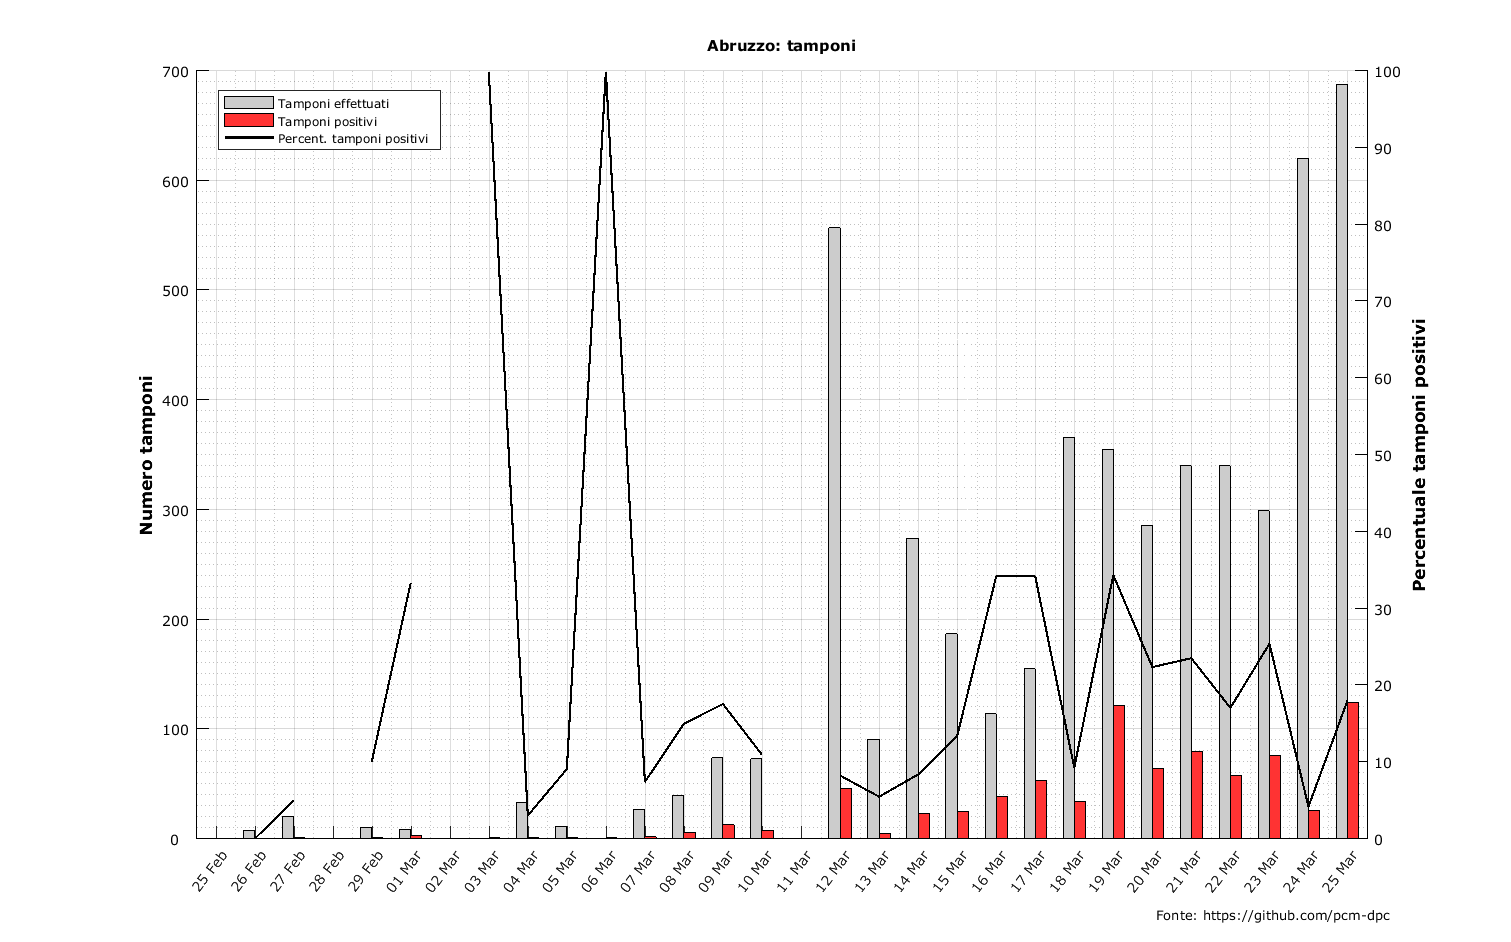 Abruzzo: tamponi
Tamponi effettuati
Tamponi positivi
Percent. tamponi positivi
Numero tamponi
700
600
500
400
300
200
100
0
Percentuale tamponi positivi
100
90
80
70
60
50
40
30
20
10
0
25 Feb
26 Feb
27 Feb
28 Feb
29 Feb
01 Mar
02 Mar
03 Mar
04 Mar
05 Mar
06 Mar
07 Mar
08 Mar
09 Mar
10 Mar
11 Mar
12 Mar
13 Mar
14 Mar
15 Mar
16 Mar
17 Mar
18 Mar
19 Mar
20 Mar
21 Mar
22 Mar
23 Mar
24 Mar
25 Mar
Fonte: https://github.com/pcm-dpc